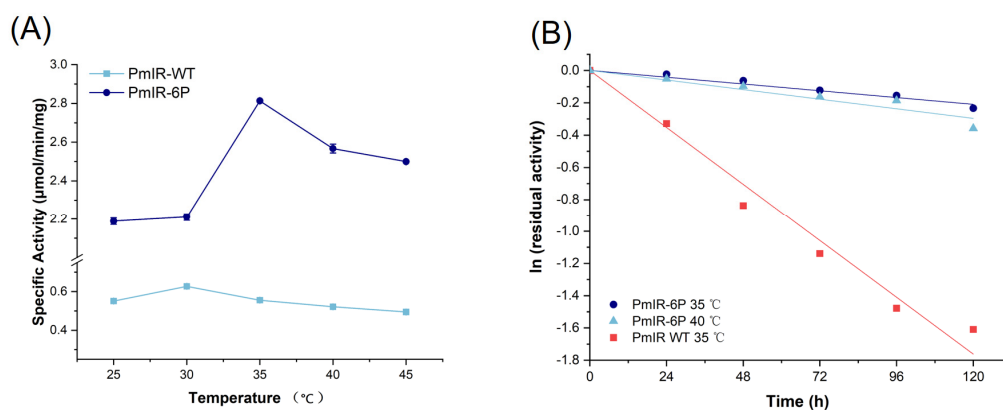 (A)
PmIR-WT
PmIR-6P
3.0
2.8
2.6
2.4
2.2
0.6
0.4
Specific Activity (μmol/min/mg)
25 30 35 40 45
Temperature (℃)
(B)
0.0
-0.2
-0.4
-0.6
-0.8
-1.0
-1.2
-1.4
-1.6
-1.8
ln (residual activity)
PmIR-6P 35 ℃
PmIR-6P 40 ℃
PmIR WT 35 ℃
0 24 48 72 96 120
Time (h)